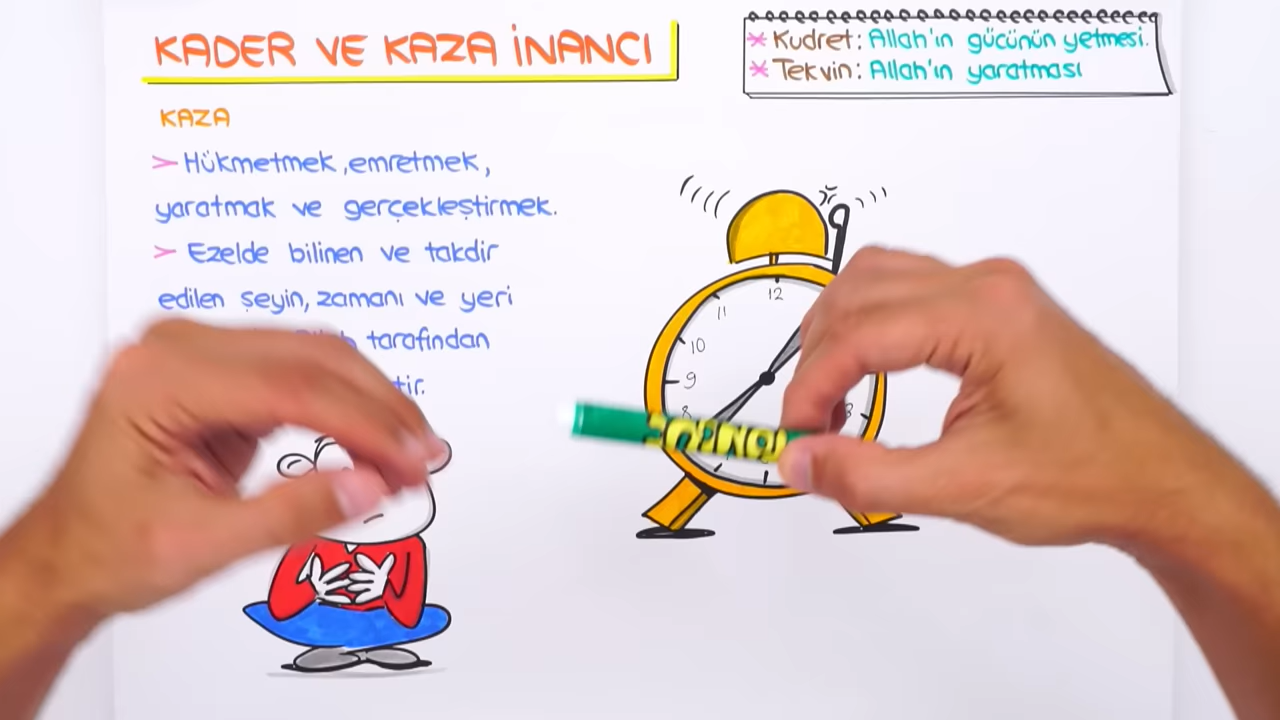 KADER VE KAZA İNANCI
* Kudret: Allah'ın gücünün yetmesi.
* Tekvin: Allah'ın yaratması
KAZA
> Hükmetmek, emretmek,
yaratmak ve gerçekleştirmek.
> Ezelde bilinen ve takdir
edilen şeyin, zamanı ve yeri
tarafından
12
11
10
9
8
3